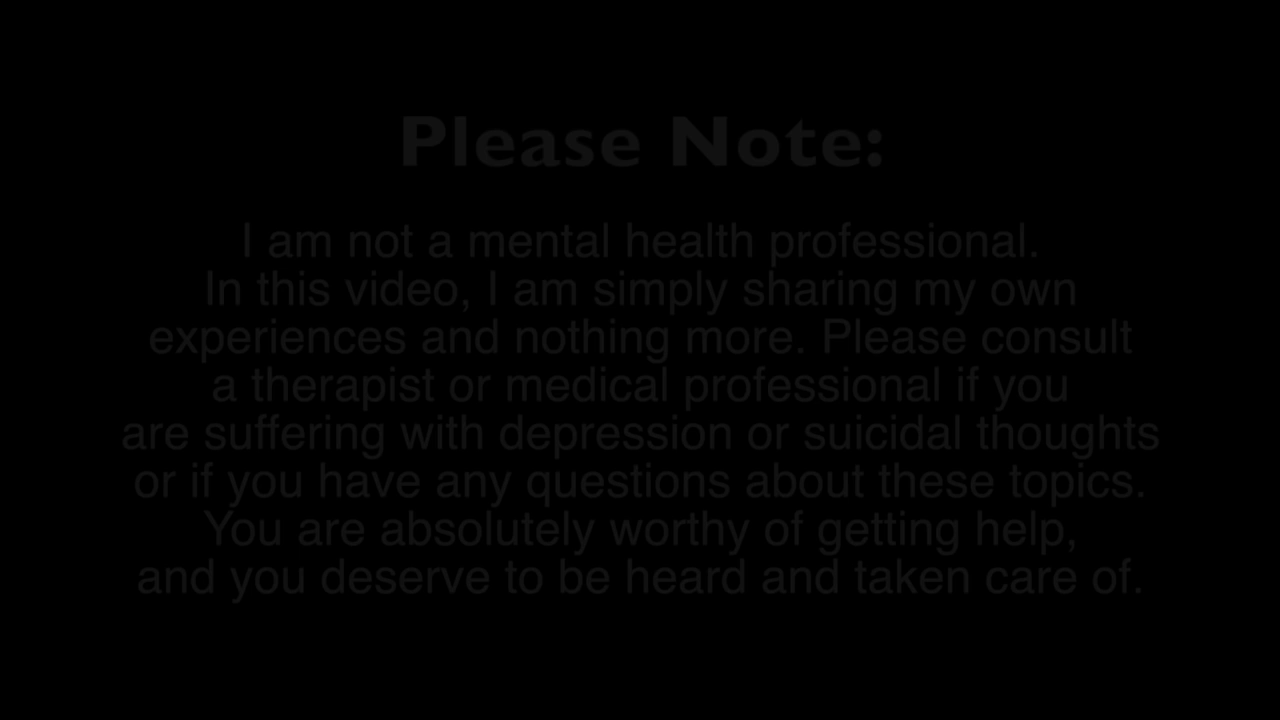 Please Note:
I am not a mental health professional.
In this video, I am simply sharing my own
experiences and nothing more. Please consult
a therapist or medical professional if you
are suffering with depression or suicidal thoughts
or if you have any questions about these topics.
You are absolutely worthy of getting help,
and you deserve to be heard and taken care of.